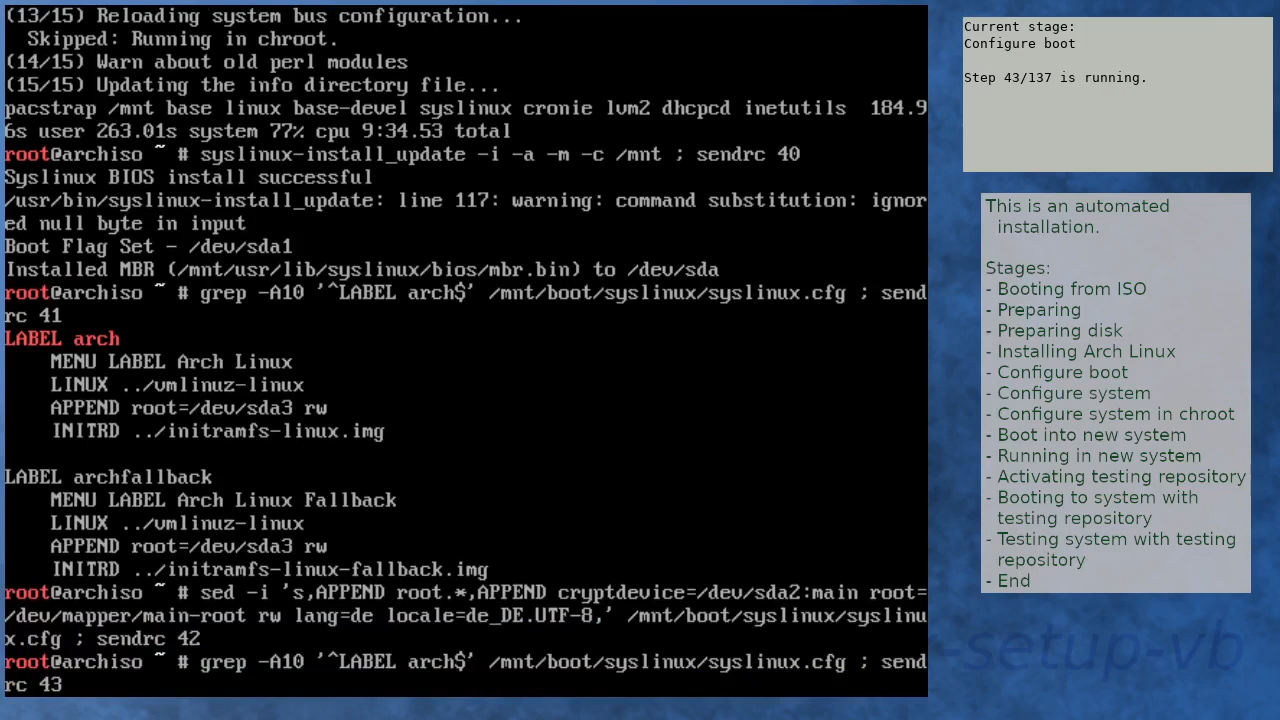 (13/15) Reloading system bus configuration...
  Skipped: Running in chroot.
(14/15) Warn about old perl modules
(15/15) Updating the info directory file...
pacstrap /mnt base linux base-devel syslinux cronie lvm2 dhcpcd inetutils  184.9
6s user 263.01s system 77% cpu 9:34.53 total
root@archiso ~ # syslinux-install_update -i -a -m -c /mnt ; sendrc 40
Syslinux BIOS install successful
/usr/bin/syslinux-install_update: line 117: warning: command substitution: ignor
ed null byte in input
Boot Flag Set - /dev/sda1
Installed MBR (/mnt/usr/lib/syslinux/bios/mbr.bin) to /dev/sda
root@archiso ~ # grep -A10 '^LABEL arch$' /mnt/boot/syslinux/syslinux.cfg ; send
rc 41
LABEL arch
    MENU LABEL Arch Linux
    LINUX ../vmlinuz-linux
    APPEND root=/dev/sda3 rw
    INITRD ../initramfs-linux.img

LABEL archfallback
    MENU LABEL Arch Linux Fallback
    LINUX ../vmlinuz-linux
    APPEND root=/dev/sda3 rw
    INITRD ../initramfs-linux-fallback.img
root@archiso ~ # sed -i 's,APPEND root.*,APPEND cryptdevice=/dev/sda2:main root=
/dev/mapper/main-root rw lang=de locale=de_DE.UTF-8,' /mnt/boot/syslinux/syslinu
x.cfg ; sendrc 42
root@archiso ~ # grep -A10 '^LABEL arch$' /mnt/boot/syslinux/syslinux.cfg ; send
rc 43
Current stage:
Configure boot

Step 43/137 is running.
This is an automated
installation.

Stages:
- Booting from ISO
- Preparing
- Preparing disk
- Installing Arch Linux
- Configure boot
- Configure system
- Configure system in chroot
- Boot into new system
- Running in new system
- Activating testing repository
- Booting to system with
testing repository
- Testing system with testing
repository
- End
-setup-vb